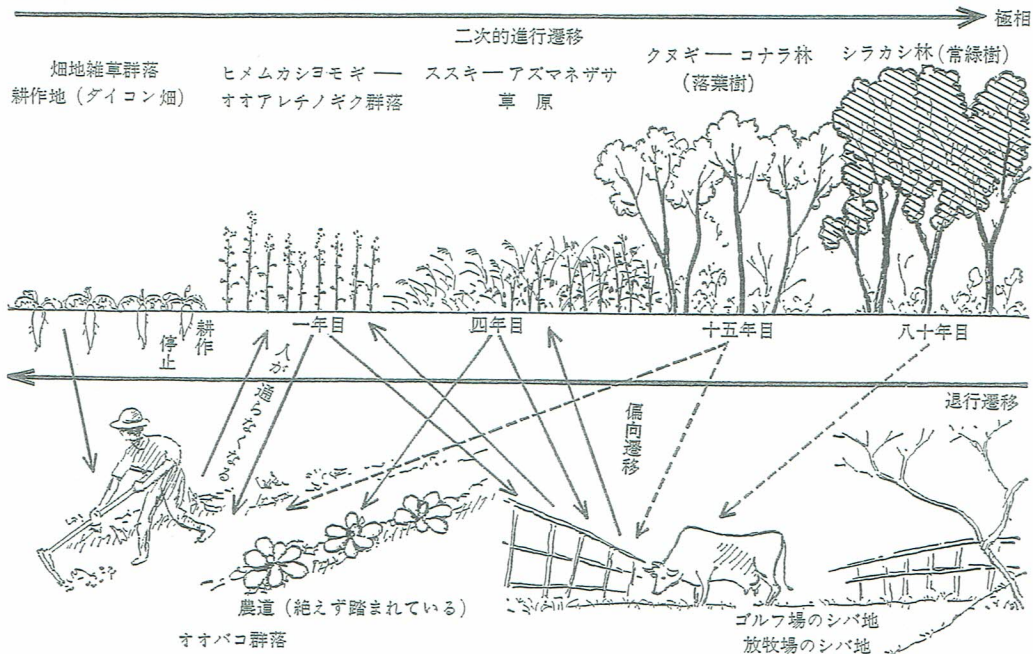 極相
二次的進行遷移
畑地雑草群落
耕作地(ダイコン畑)
ヒメムカシヨモギ──
オオアレチノギク群落
ススキ─アズマネザサ
草原
クヌギ──コナラ林
(落葉樹)
シラカシ林(常緑樹)
耕作
停止
一年目
四年目
十五年目
八十年目
人が
通らなくなる
偏向遷移
退行遷移
農道(絶えず踏まれている)
オオバコ群落
ゴルフ場のシバ地
放牧場のシバ地